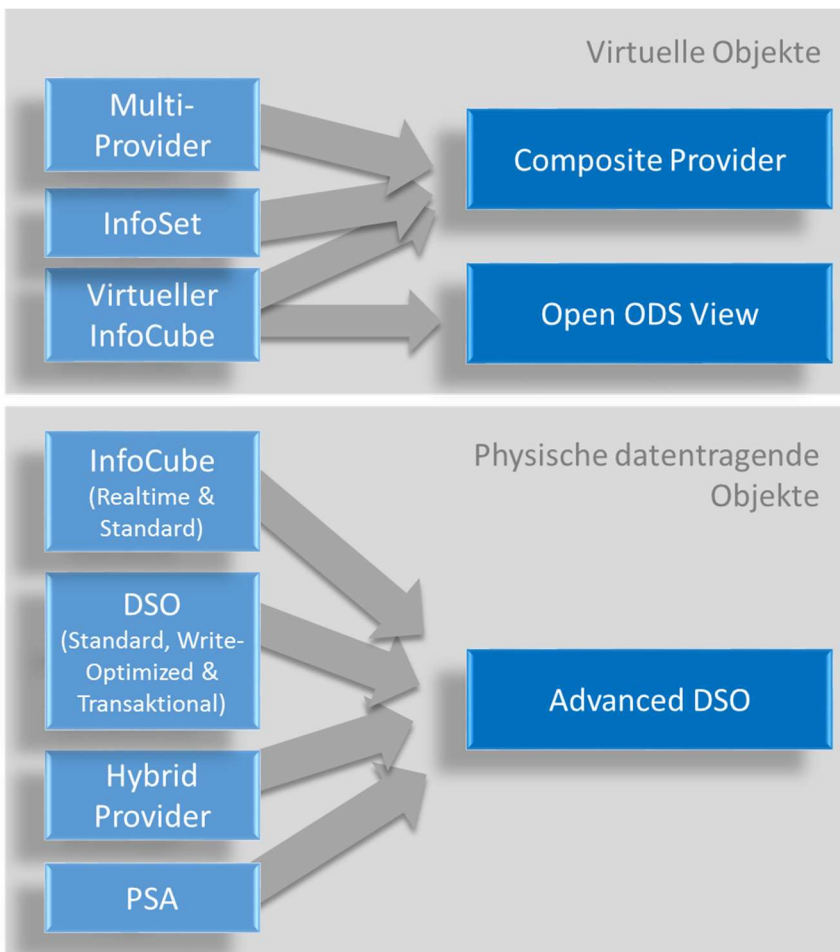 Virtuelle Objekte
Multi-
Provider
InfoSet
Virtueller
InfoCube
Composite Provider
Open ODS View
Physische datentragende
Objekte
InfoCube
(Realtime &
Standard)
DSO
(Standard, Write-
Optimized &
Transaktional)
Hybrid
Provider
PSA
Advanced DSO